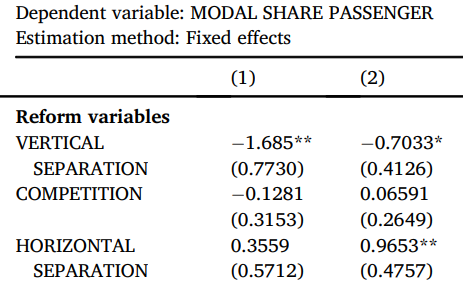 Dependent variable: MODAL SHARE PASSENGER
Estimation method: Fixed effects
(1) (2)
Reform variables
VERTICAL −1.685** −0.7033*
SEPARATION (0.7730) (0.4126)
COMPETITION −0.1281 0.06591
(0.3153) (0.2649)
HORIZONTAL 0.3559 0.9653**
SEPARATION (0.5712) (0.4757)